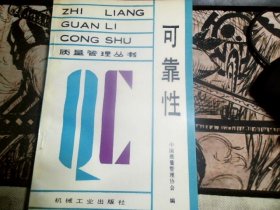 ZHI LIANG
GUAN LI
CONG SHU
质量管理丛书
可靠性
QC
中国质量管理协会 编
机械工业出版社